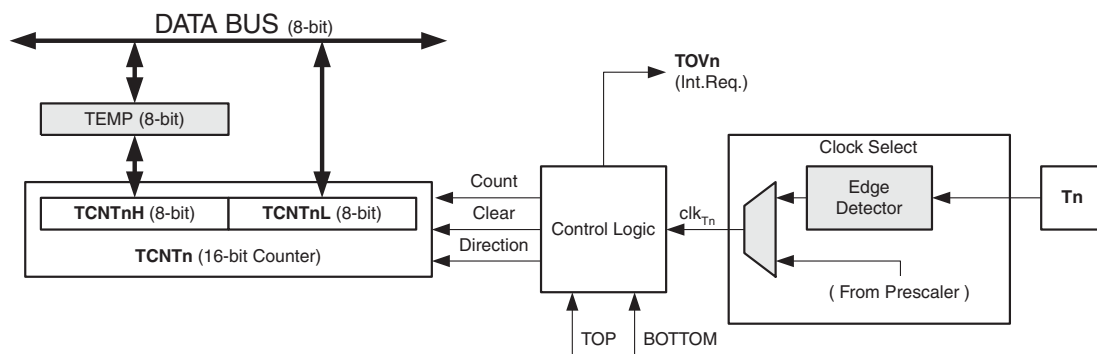 DATA BUS (8-bit)
TEMP (8-bit)
TCNTnH (8-bit)
TCNTnL (8-bit)
TCNTn (16-bit Counter)
Count
Clear
Direction
Control Logic
TOVn
(Int.Req.)
TOP
BOTTOM
clkTn
Clock Select
Edge
Detector
( From Prescaler )
Tn